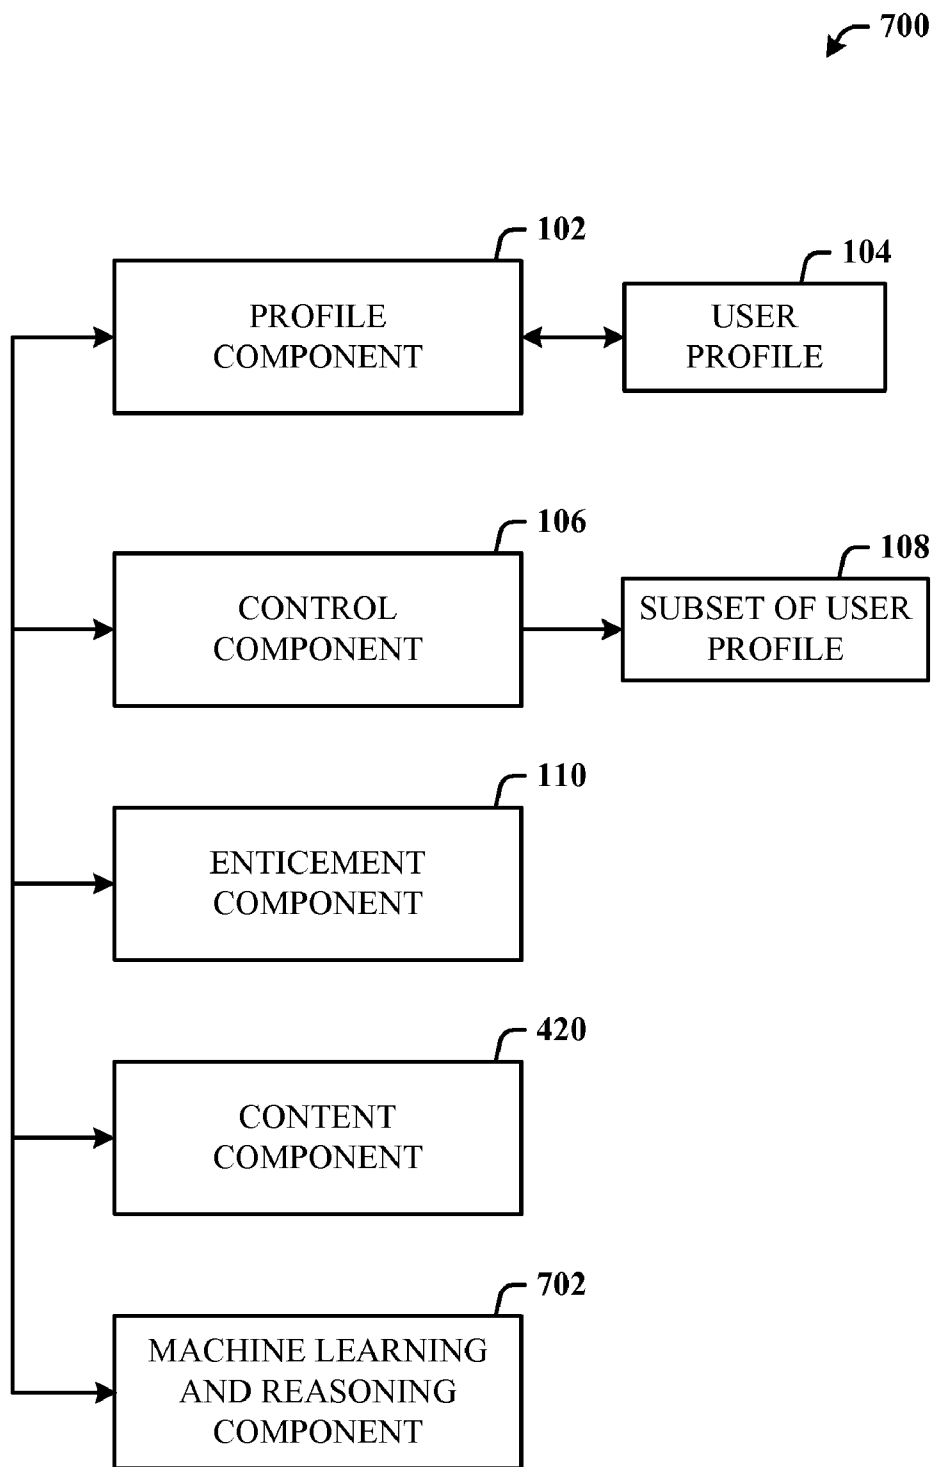 700
102
PROFILE
COMPONENT
104
USER
PROFILE
106
CONTROL
COMPONENT
108
SUBSET OF USER
PROFILE
110
ENTICEMENT
COMPONENT
420
CONTENT
COMPONENT
702
MACHINE LEARNING
AND REASONING
COMPONENT